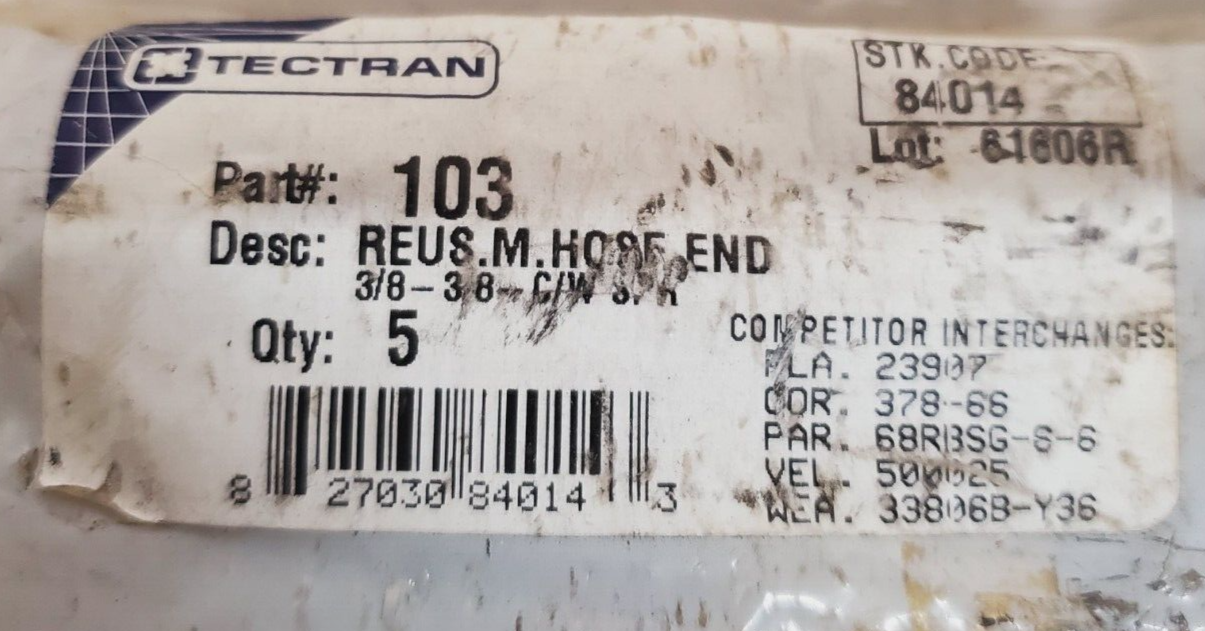 TECTRAN
STK.CODE
84014
Lot: 61606R
Part#: 103
Desc: REUS.M.HOSE END
3/8-3/8- C/W
Qty: 5
COMPETITOR INTERCHANGES:
FLA. 23907
COR. 378-66
PAR. 68RBSG-6-6
VEL. 500625
WEA. 33806B-Y36
8 27030 84014 3